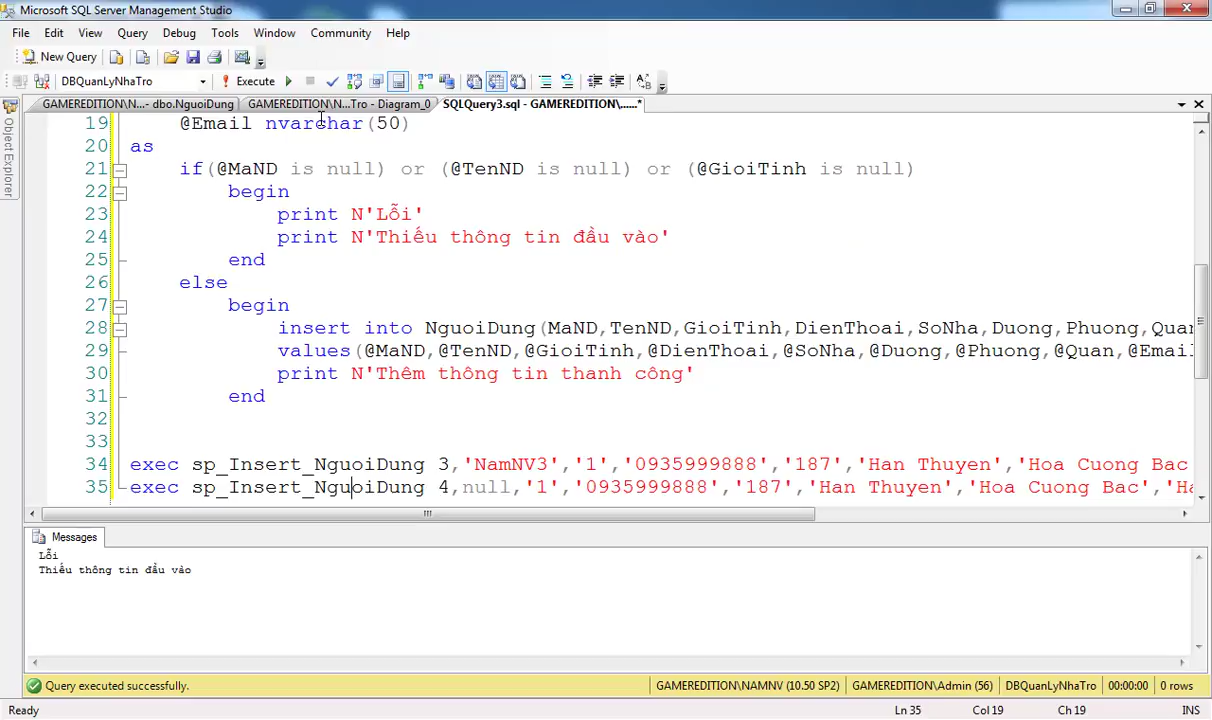 Microsoft SQL Server Management Studio
File Edit View Query Debug Tools Window Community Help
New Query
DBQuanLyNhaTro Execute
GAMEREDITION\N...- dbo.NguoiDung GAMEREDITION\N...Tro - Diagram_0 SQLQuery3.sql - GAMEREDITION\......*
Object Explorer
19 @Email nvarchar(50)
20 as
21 if(@MaND is null) or (@TenND is null) or (@GioiTinh is null)
22 begin
23 print N'Lỗi'
24 print N'Thiếu thông tin đầu vào'
25 end
26 else
27 begin
28 insert into NguoiDung(MaND,TenND,GioiTinh,DienThoai,SoNha,Duong,Phuong,Quan
29 values(@MaND,@TenND,@GioiTinh,@DienThoai,@SoNha,@Duong,@Phuong,@Quan,@Email
30 print N'Thêm thông tin thanh công'
31 end
32
33
34 exec sp_Insert_NguoiDung 3,'NamNV3','1','0935999888','187','Han Thuyen','Hoa Cuong Bac'
35 exec sp_Insert_NguoiDung 4,null,'1','0935999888','187','Han Thuyen','Hoa Cuong Bac','Ha
Messages
Lỗi
Thiếu thông tin đầu vào
Query executed successfully. GAMEREDITION\NAMNV (10.50 SP2) GAMEREDITION\Admin (56) DBQuanLyNhaTro 00:00:00 0 rows
Ready Ln 35 Col 19 Ch 19 INS